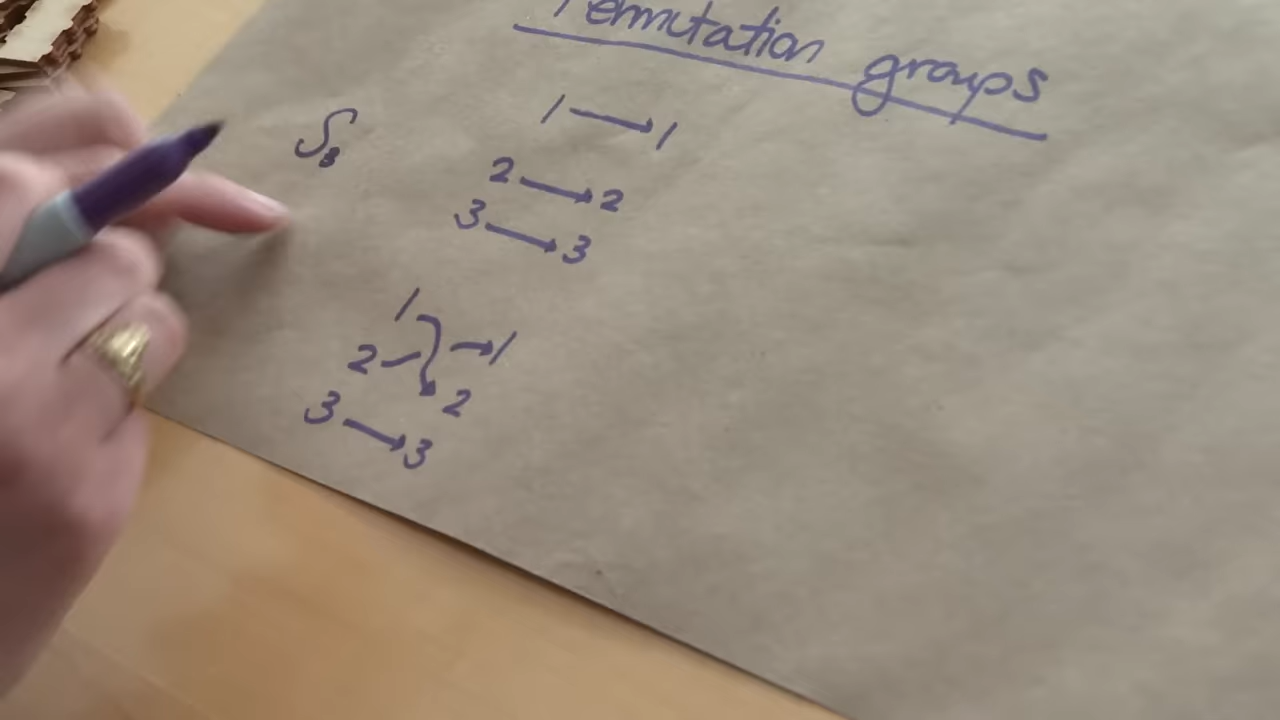 Permutation groups
S₃
1 → 1
2 → 2
3 → 3
1 → 2
2 → 1
3 → 3